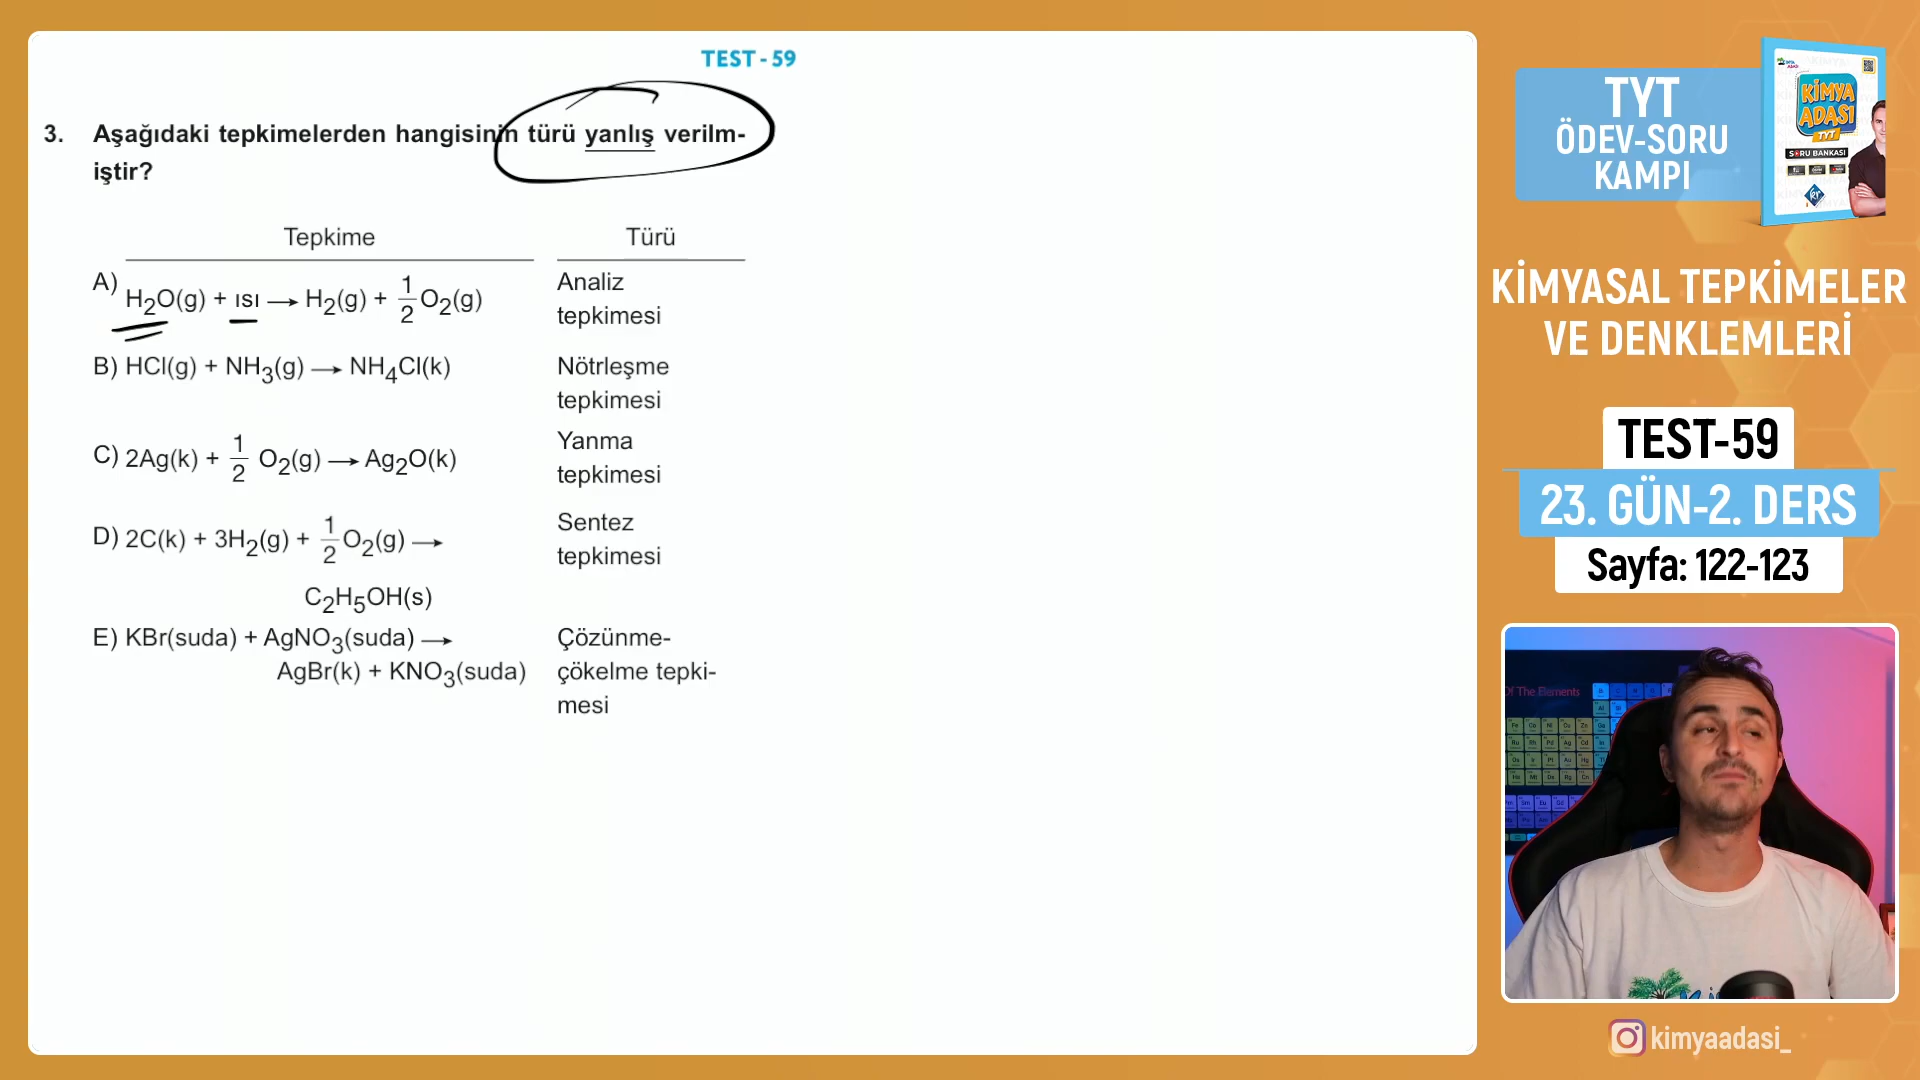 TEST - 59
3. Aşağıdaki tepkimelerden hangisinin türü yanlış verilm-
iştir?
Tepkime Türü
A) H2O(g) + ısı → H2(g) + 1/2 O2(g) Analiz
tepkimesi
B) HCl(g) + NH3(g) → NH4Cl(k) Nötrleşme
tepkimesi
C) 2Ag(k) + 1/2 O2(g) → Ag2O(k) Yanma
tepkimesi
D) 2C(k) + 3H2(g) + 1/2 O2(g) → Sentez
tepkimesi
C2H5OH(s)
E) KBr(suda) + AgNO3(suda) → Çözünme-
AgBr(k) + KNO3(suda) çökelme tepki-
mesi
TYT
ÖDEV-SORU
KAMPI
KİMYA
ADASI
TYT
SORU BANKASI
kr
KİMYASAL TEPKİMELER
VE DENKLEMLERİ
TEST-59
23. GÜN-2. DERS
Sayfa: 122-123
Of The Elements
kimyaadasi_